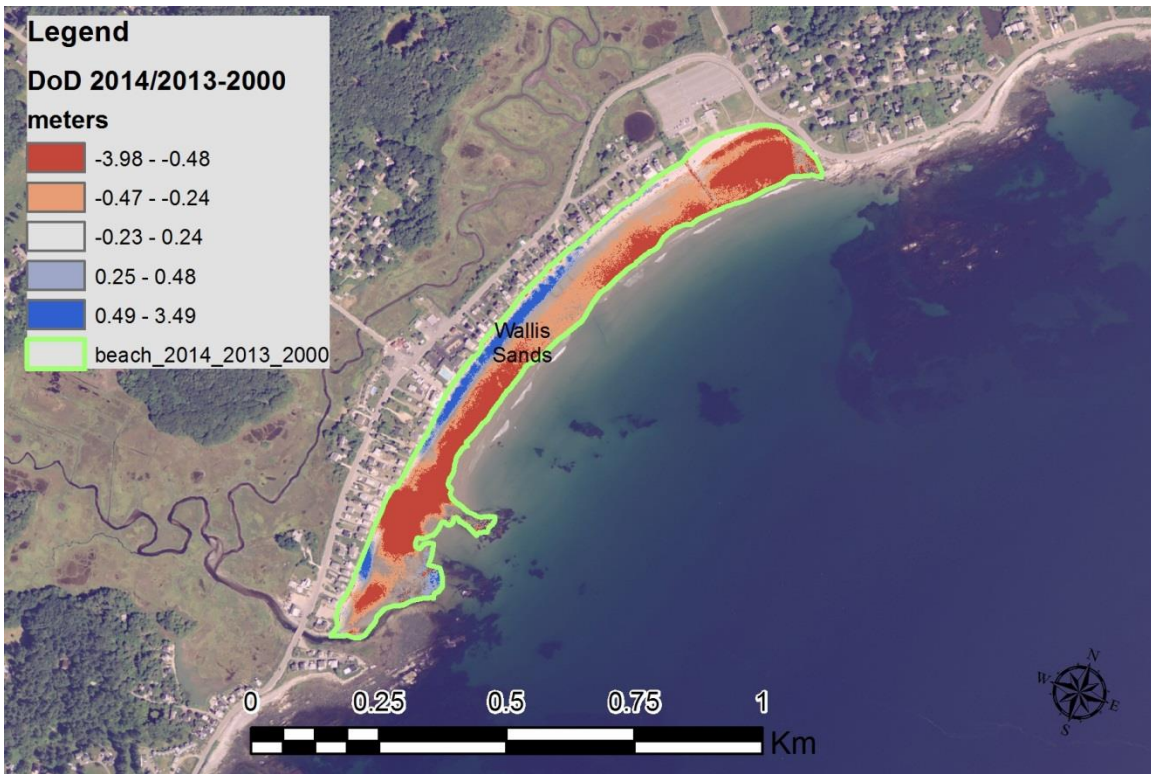 Legend
DoD 2014/2013-2000
meters
-3.98 - -0.48
-0.47 - -0.24
-0.23 - 0.24
0.25 - 0.48
0.49 - 3.49
beach_2014_2013_2000
Wallis
Sands
0 0.25 0.5 0.75 1
Km
N
W E
S